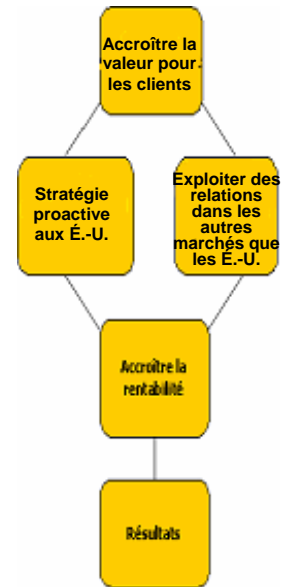 Accroître la
valeur pour
les clients
Stratégie
proactive
aux É.-U.
Exploiter des
relations
dans les
autres
marchés que
les É.-U.
Accroître la
rentabilité
Résultats